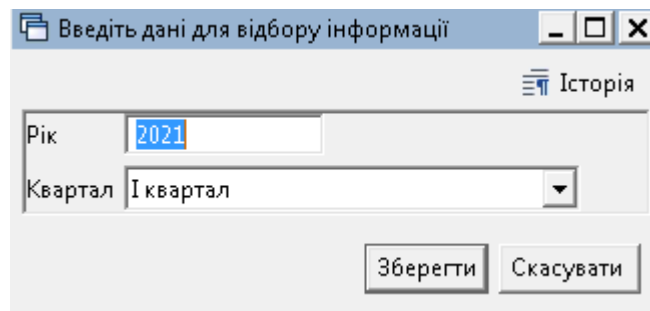 Введіть дані для відбору інформації
Історія
Рік 2021
Квартал І квартал
Зберегти Скасувати